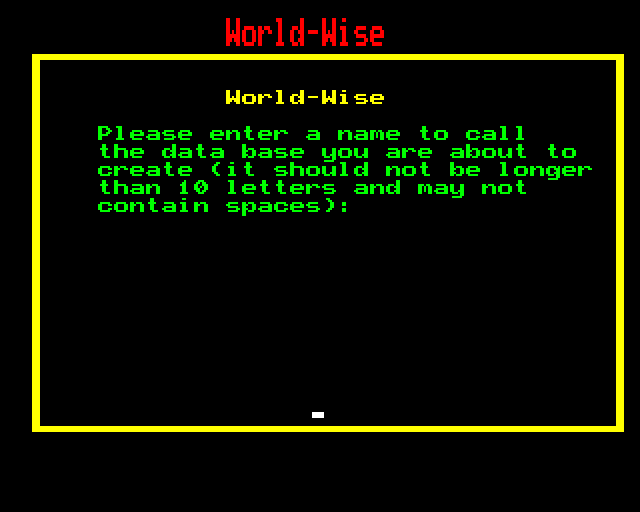 World-Wise
World-Wise
Please enter a name to call
the data base you are about to
create (it should not be longer
than 10 letters and may not
contain spaces):